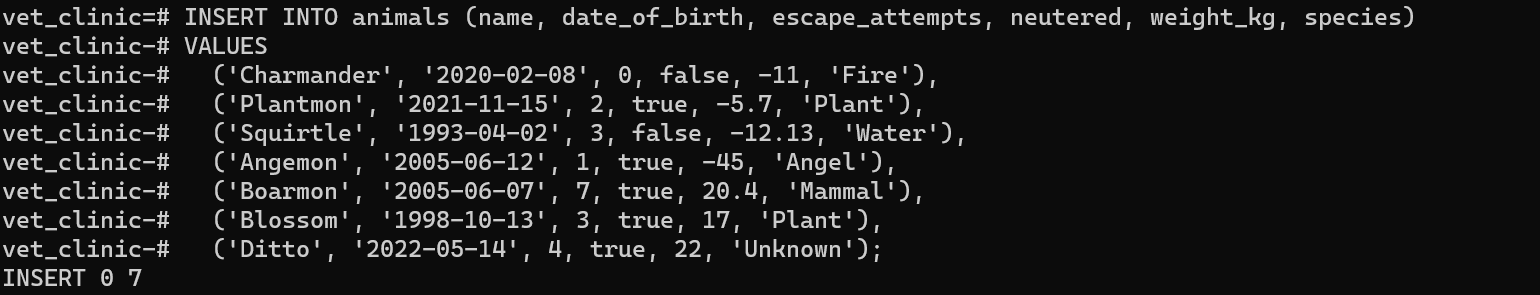 vet_clinic=# INSERT INTO animals (name, date_of_birth, escape_attempts, neutered, weight_kg, species)
vet_clinic-# VALUES
vet_clinic-#   ('Charmander', '2020-02-08', 0, false, -11, 'Fire'),
vet_clinic-#   ('Plantmon', '2021-11-15', 2, true, -5.7, 'Plant'),
vet_clinic-#   ('Squirtle', '1993-04-02', 3, false, -12.13, 'Water'),
vet_clinic-#   ('Angemon', '2005-06-12', 1, true, -45, 'Angel'),
vet_clinic-#   ('Boarmon', '2005-06-07', 7, true, 20.4, 'Mammal'),
vet_clinic-#   ('Blossom', '1998-10-13', 3, true, 17, 'Plant'),
vet_clinic-#   ('Ditto', '2022-05-14', 4, true, 22, 'Unknown');
INSERT 0 7